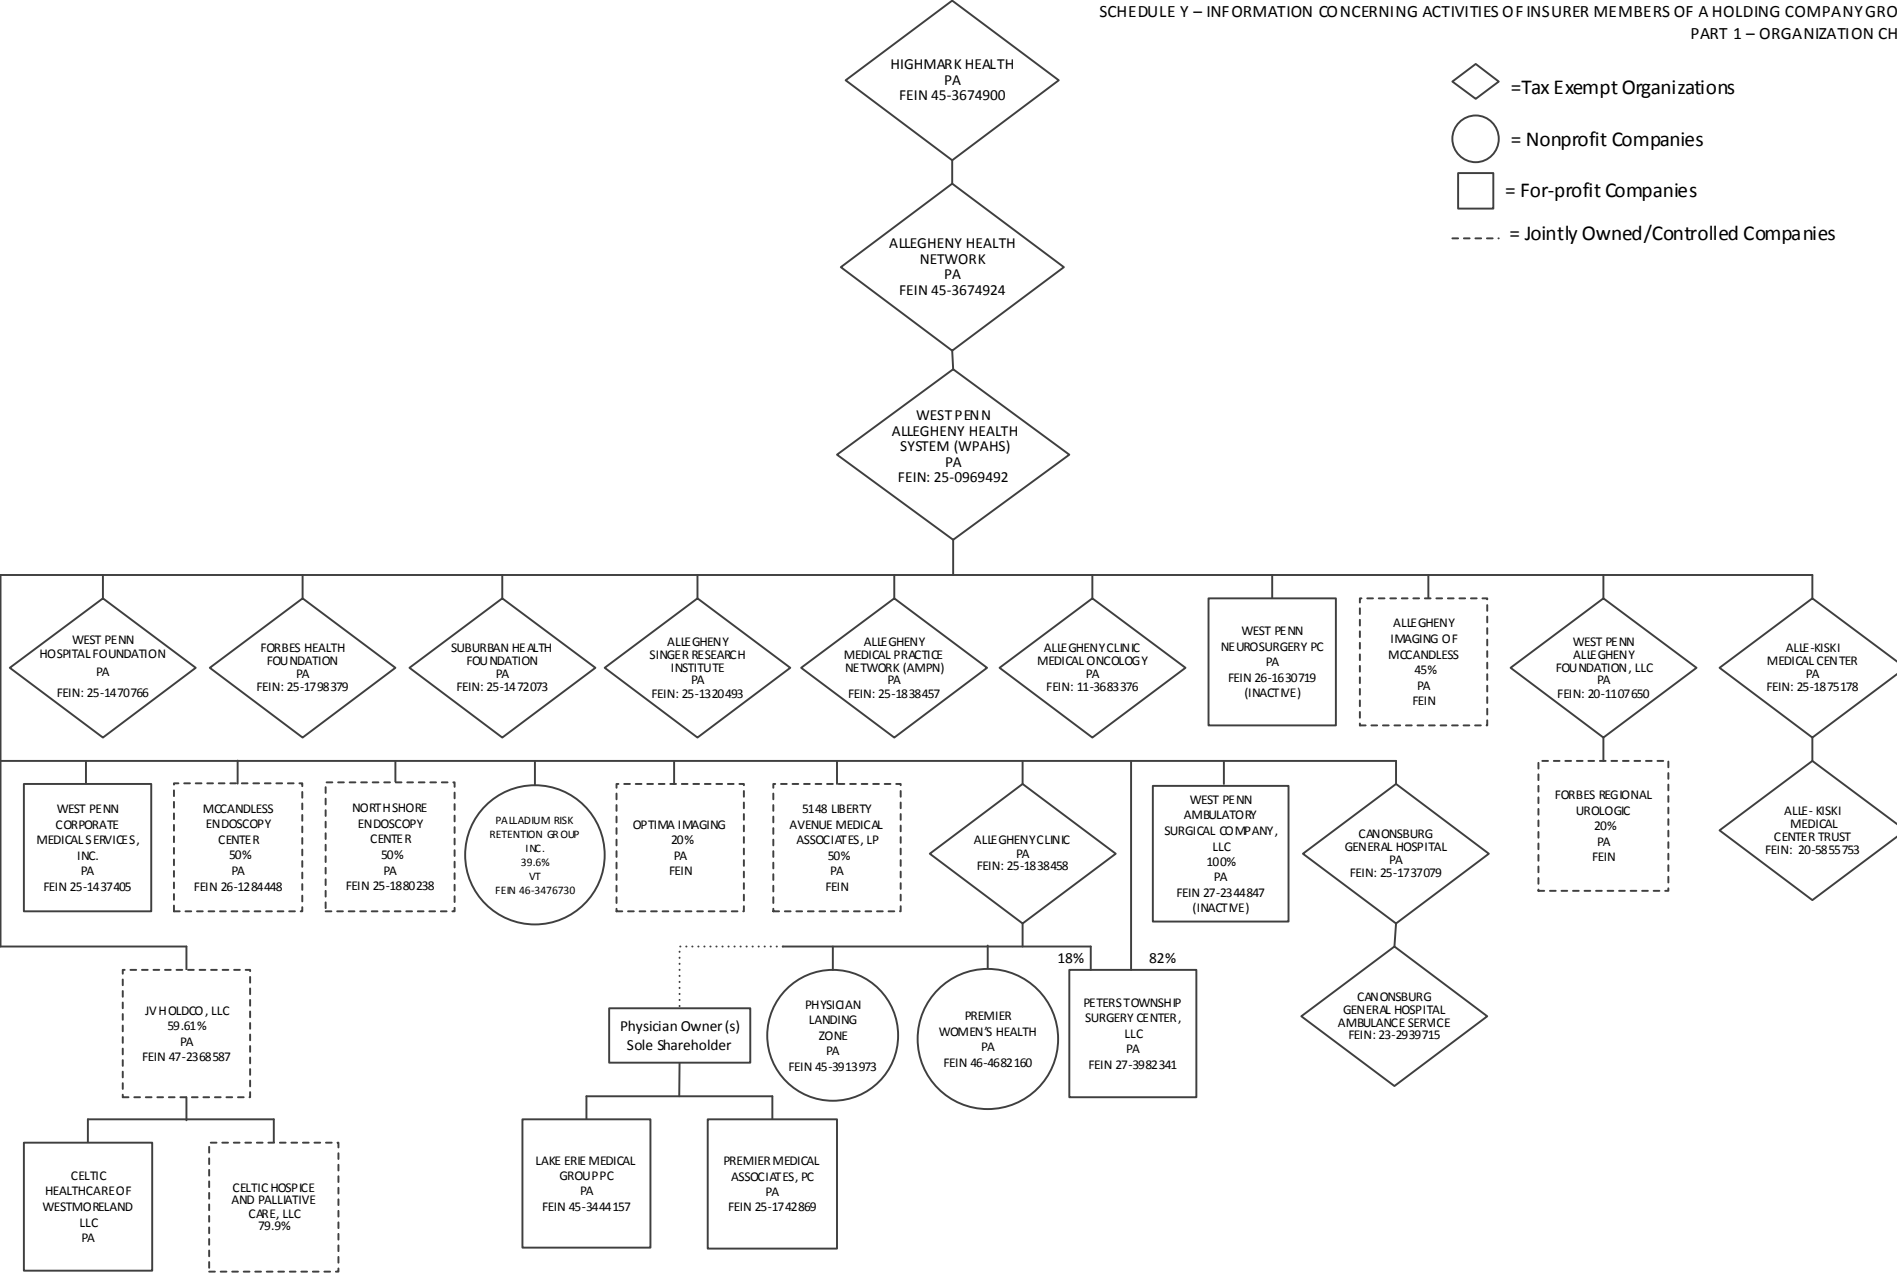 SCHEDULE Y – INFORMATION CONCERNING ACTIVITIES OF INSURER MEMBERS OF A HOLDING COMPANY GRO
PART 1 – ORGANIZATION CH
=Tax Exempt Organizations
= Nonprofit Companies
= For-profit Companies
= Jointly Owned/Controlled Companies
HIGHMARK HEALTH
PA
FEIN 45-3674900
ALLEGHENY HEALTH
NETWORK
PA
FEIN 45-3674924
WEST PENN
ALLEGHENY HEALTH
SYSTEM (WPAHS)
PA
FEIN: 25-0969492
WEST PENN
HOSPITAL FOUNDATION
PA
FEIN: 25-1470766
FORBES HEALTH
FOUNDATION
PA
FEIN: 25-1798379
SUBURBAN HEALTH
FOUNDATION
PA
FEIN: 25-1472073
ALLEGHENY
SINGER RESEARCH
INSTITUTE
PA
FEIN: 25-1320493
ALLEGHENY
MEDICAL PRACTICE
NETWORK (AMPN)
PA
FEIN: 25-1838457
ALLEGHENY CLINIC
MEDICAL ONCOLOGY
PA
FEIN: 11-3683376
WEST PENN
NEUROSURGERY PC
PA
FEIN 26-1630719
(INACTIVE)
ALLEGHENY
IMAGING OF
MCCANDLESS
45%
PA
FEIN
WEST PENN
ALLEGHENY
FOUNDATION, LLC
PA
FEIN: 20-1107650
ALLE-KISKI
MEDICAL CENTER
PA
FEIN: 25-1875178
WEST PENN
CORPORATE
MEDICAL SERVICES,
INC.
PA
FEIN 25-1437405
MCCANDLESS
ENDOSCOPY
CENTER
50%
PA
FEIN 26-1284448
NORTH SHORE
ENDOSCOPY
CENTER
50%
PA
FEIN 25-1880238
PALLADIUM RISK
RETENTION GROUP
INC.
39.6%
VT
FEIN 46-3476730
OPTIMA IMAGING
20%
PA
FEIN
5148 LIBERTY
AVENUE MEDICAL
ASSOCIATES, LP
50%
PA
FEIN
ALLEGHENY CLINIC
PA
FEIN: 25-1838458
WEST PENN
AMBULATORY
SURGICAL COMPANY,
LLC
100%
PA
FEIN 27-2344847
(INACTIVE)
CANONSBURG
GENERAL HOSPITAL
PA
FEIN: 25-1737079
FORBES REGIONAL
UROLOGIC
20%
PA
FEIN
ALLE- KISKI
MEDICAL
CENTER TRUST
FEIN: 20-5855753
18%
82%
JV HOLDCO, LLC
59.61%
PA
FEIN 47-2368587
Physician Owner (s)
Sole Shareholder
PHYSICIAN
LANDING
ZONE
PA
FEIN 45-3913973
PREMIER
WOMEN'S HEALTH
PA
FEIN 46-4682160
PETERS TOWNSHIP
SURGERY CENTER,
LLC
PA
FEIN 27-3982341
CANONSBURG
GENERAL HOSPITAL
AMBULANCE SERVICE
FEIN: 23-2939715
CELTIC
HEALTHCARE OF
WESTMORELAND
LLC
PA
CELTIC HOSPICE
AND PALLIATIVE
CARE, LLC
79.9%
LAKE ERIE MEDICAL
GROUP PC
PA
FEIN 45-3444157
PREMIER MEDICAL
ASSOCIATES, PC
PA
FEIN 25-1742869